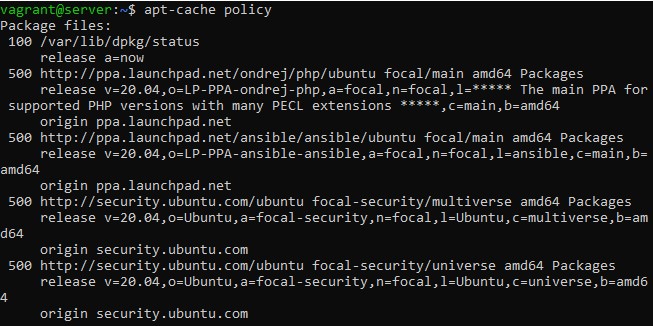 vagrant@server:~$ apt-cache policy
Package files:
 100 /var/lib/dpkg/status
     release a=now
 500 http://ppa.launchpad.net/ondrej/php/ubuntu focal/main amd64 Packages
     release v=20.04,o=LP-PPA-ondrej-php,a=focal,n=focal,l=***** The main PPA for
 supported PHP versions with many PECL extensions *****,c=main,b=amd64
     origin ppa.launchpad.net
 500 http://ppa.launchpad.net/ansible/ansible/ubuntu focal/main amd64 Packages
     release v=20.04,o=LP-PPA-ansible-ansible,a=focal,n=focal,l=ansible,c=main,b=
amd64
     origin ppa.launchpad.net
 500 http://security.ubuntu.com/ubuntu focal-security/multiverse amd64 Packages
     release v=20.04,o=Ubuntu,a=focal-security,n=focal,l=Ubuntu,c=multiverse,b=am
d64
     origin security.ubuntu.com
 500 http://security.ubuntu.com/ubuntu focal-security/universe amd64 Packages
     release v=20.04,o=Ubuntu,a=focal-security,n=focal,l=Ubuntu,c=universe,b=amd6
4
     origin security.ubuntu.com